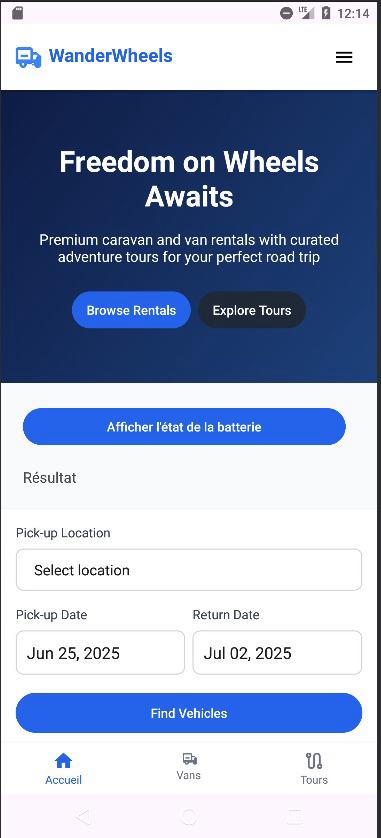 LTE 12:14
WanderWheels
Freedom on Wheels
Awaits
Premium caravan and van rentals with curated
adventure tours for your perfect road trip
Browse Rentals Explore Tours
Afficher l'état de la batterie
Résultat
Pick-up Location
Select location
Pick-up Date Return Date
Jun 25, 2025 Jul 02, 2025
Find Vehicles
Accueil Vans Tours